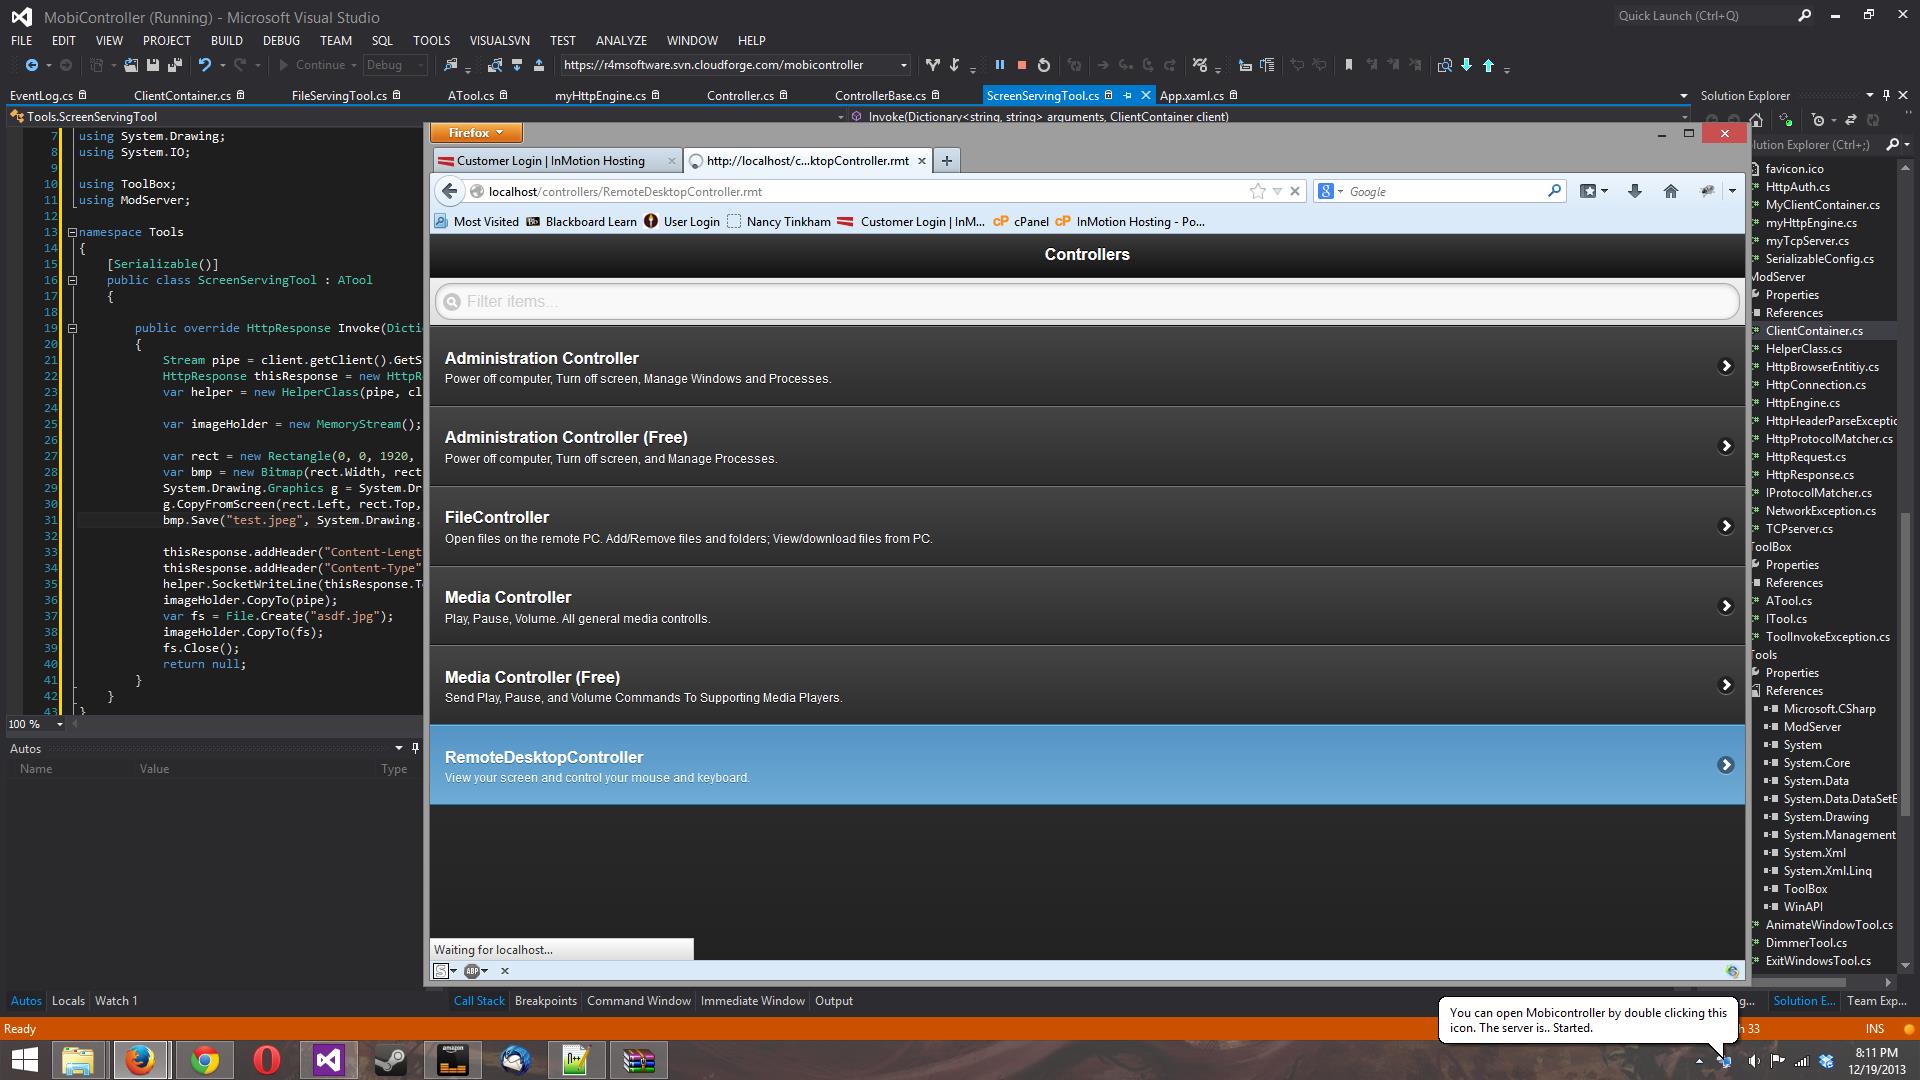 MobiController (Running) - Microsoft Visual Studio
Quick Launch (Ctrl+Q)
FILE EDIT VIEW PROJECT BUILD DEBUG TEAM SQL TOOLS VISUALSVN TEST ANALYZE WINDOW HELP
Continue Debug https://r4msoftware.svn.cloudforge.com/mobicontroller
EventLog.cs ClientContainer.cs FileServingTool.cs ATool.cs myHttpEngine.cs Controller.cs ControllerBase.cs ScreenServingTool.cs App.xaml.cs
Tools.ScreenServingTool
Invoke(Dictionary<string, string> arguments, ClientContainer client)
7 using System.Drawing;
8 using System.IO;
9
10 using ToolBox;
11 using ModServer;
12
13 namespace Tools
14 {
15 [Serializable()]
16 public class ScreenServingTool : ATool
17 {
18
19 public override HttpResponse Invoke(Dicti
20 {
21 Stream pipe = client.getClient().GetS
22 HttpResponse thisResponse = new HttpR
23 var helper = new HelperClass(pipe, cl
24
25 var imageHolder = new MemoryStream();
26
27 var rect = new Rectangle(0, 0, 1920,
28 var bmp = new Bitmap(rect.Width, rect
29 System.Drawing.Graphics g = System.Dr
30 g.CopyFromScreen(rect.Left, rect.Top,
31 bmp.Save("test.jpeg", System.Drawing.
32
33 thisResponse.addHeader("Content-Lengt
34 thisResponse.addHeader("Content-Type"
35 helper.SocketWriteLine(thisResponse.T
36 imageHolder.CopyTo(pipe);
37 var fs = File.Create("asdf.jpg");
38 imageHolder.CopyTo(fs);
39 fs.Close();
40 return null;
41 }
42 }
43 }
100 %
Autos
Name Value Type
Autos Locals Watch 1
Firefox
Customer Login | InMotion Hosting
http://localhost/c...ktopController.rmt
localhost/controllers/RemoteDesktopController.rmt
Google
Most Visited Blackboard Learn User Login Nancy Tinkham Customer Login | InM... cPanel InMotion Hosting - Po...
Controllers
Filter items...
Administration Controller
Power off computer, Turn off screen, Manage Windows and Processes.
Administration Controller (Free)
Power off computer, Turn off screen, and Manage Processes.
FileController
Open files on the remote PC. Add/Remove files and folders; View/download files from PC.
Media Controller
Play, Pause, Volume. All general media controlls.
Media Controller (Free)
Send Play, Pause, and Volume Commands To Supporting Media Players.
RemoteDesktopController
View your screen and control your mouse and keyboard.
Waiting for localhost...
ABP
Call Stack Breakpoints Command Window Immediate Window Output
Solution Explorer
lution Explorer (Ctrl+;)
favicon.ico
HttpAuth.cs
MyClientContainer.cs
myHttpEngine.cs
myTcpServer.cs
SerializableConfig.cs
ModServer
Properties
References
ClientContainer.cs
HelperClass.cs
HttpBrowserEntitiy.cs
HttpConnection.cs
HttpEngine.cs
HttpHeaderParseExceptic
HttpProtocolMatcher.cs
HttpRequest.cs
HttpResponse.cs
IProtocolMatcher.cs
NetworkException.cs
TCPserver.cs
ToolBox
Properties
References
ATool.cs
ITool.cs
ToolInvokeException.cs
Tools
Properties
References
Microsoft.CSharp
ModServer
System
System.Core
System.Data
System.Data.DataSetE
System.Drawing
System.Management
System.Xml
System.Xml.Linq
ToolBox
WinAPI
AnimateWindowTool.cs
DimmerTool.cs
ExitWindowsTool.cs
g... Solution E... Team Exp...
You can open Mobicontroller by double clicking this
icon. The server is.. Started.
Ready
h 33
INS
amazon
8:11 PM
12/19/2013